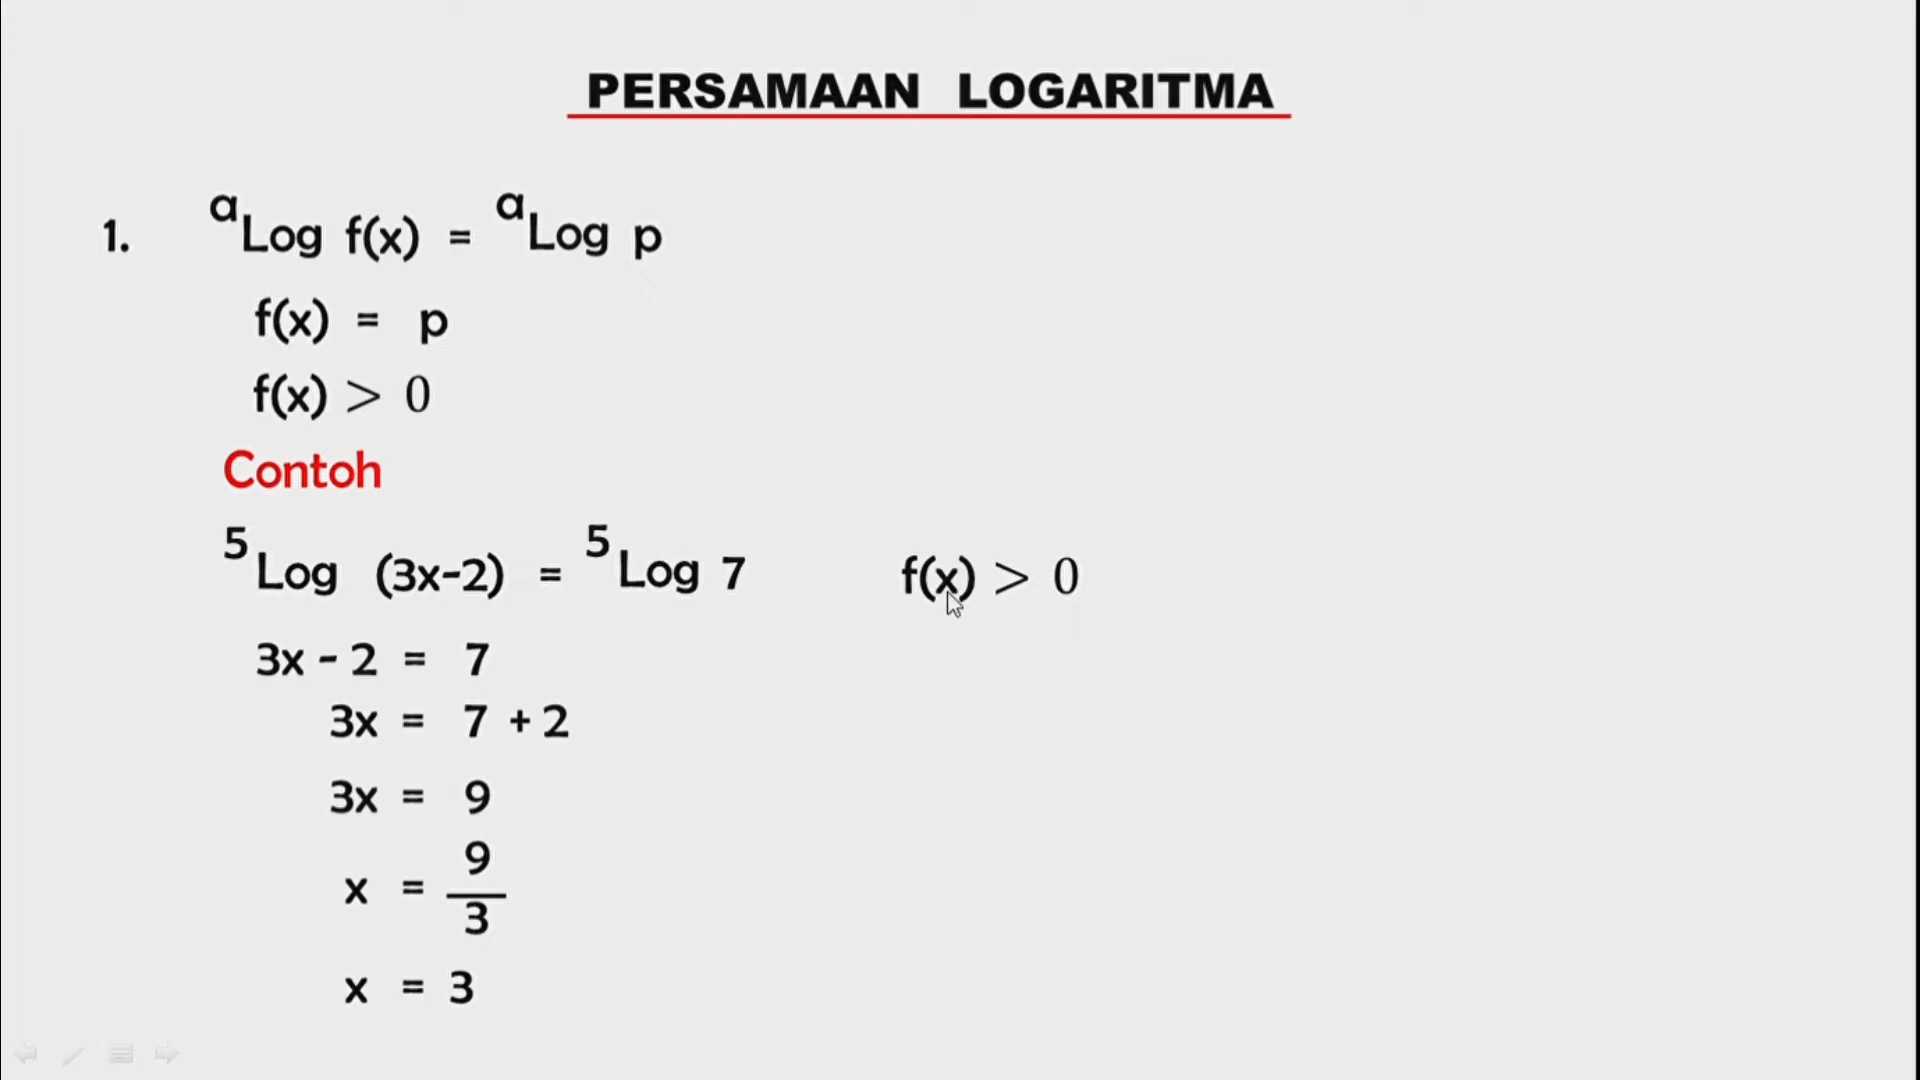 PERSAMAAN LOGARITMA
1. ᵃLog f(x) = ᵃLog p
f(x) = p
f(x) > 0
Contoh
⁵Log (3x-2) = ⁵Log 7 f(x) > 0
3x - 2 = 7
3x = 7 + 2
3x = 9
x = 9/3
x = 3